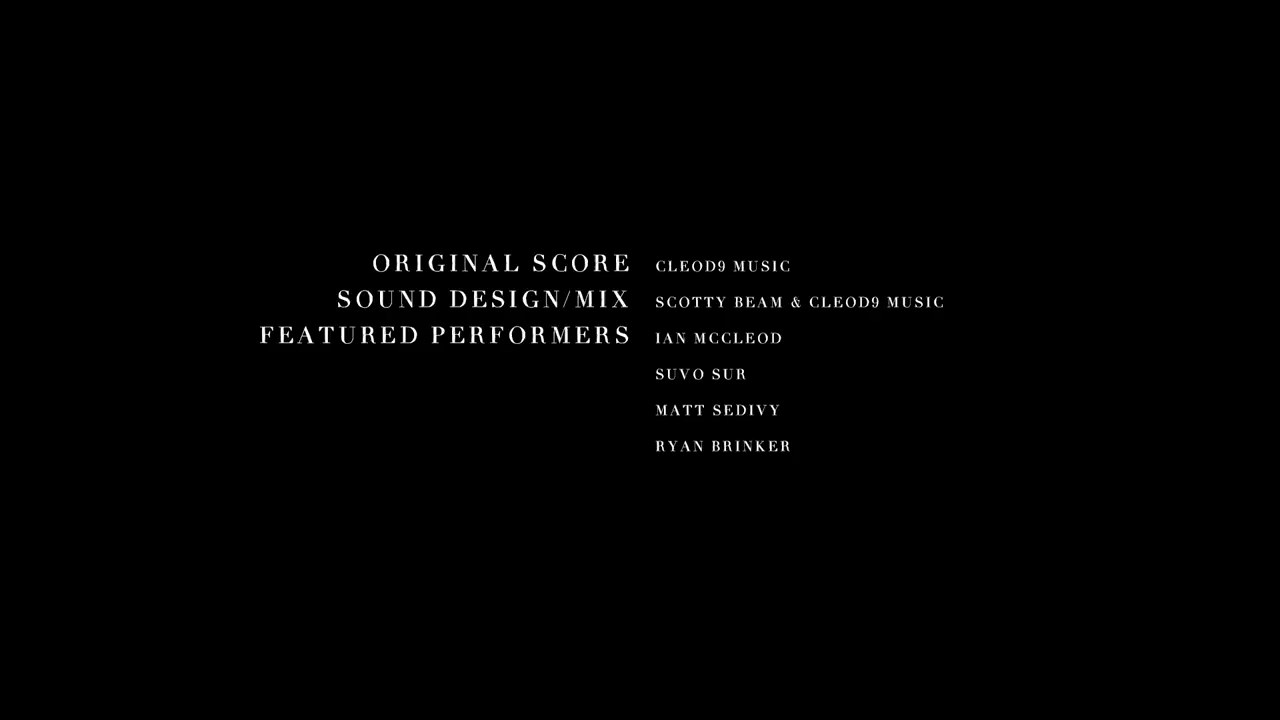 ORIGINAL SCORE CLEOD9 MUSIC
SOUND DESIGN/MIX SCOTTY BEAM & CLEOD9 MUSIC
FEATURED PERFORMERS IAN MCCLEOD
SUVO SUR
MATT SEDIVY
RYAN BRINKER